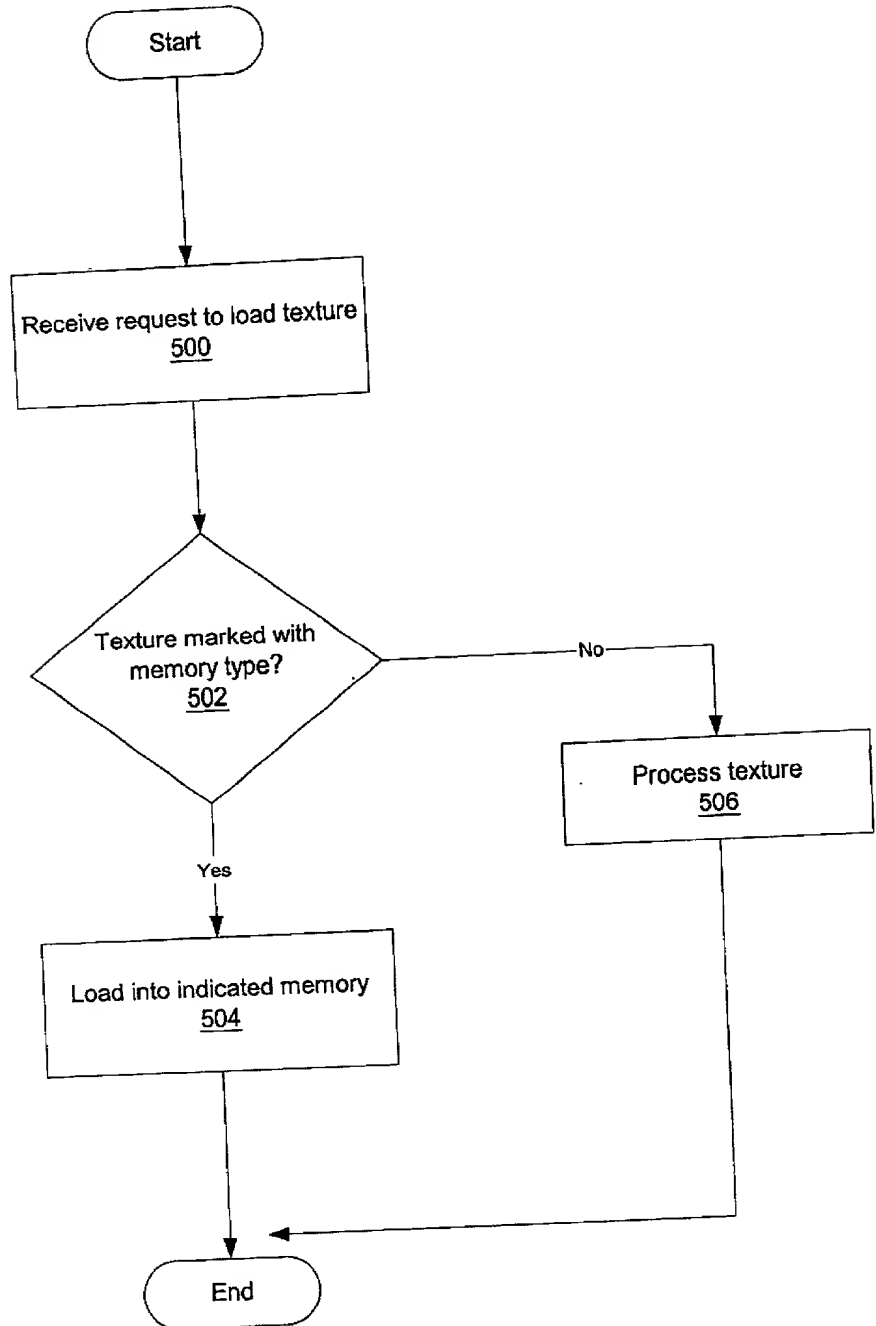 Start
Receive request to load texture
500
Texture marked with
memory type?
502
No
Process texture
506
Yes
Load into indicated memory
504
End